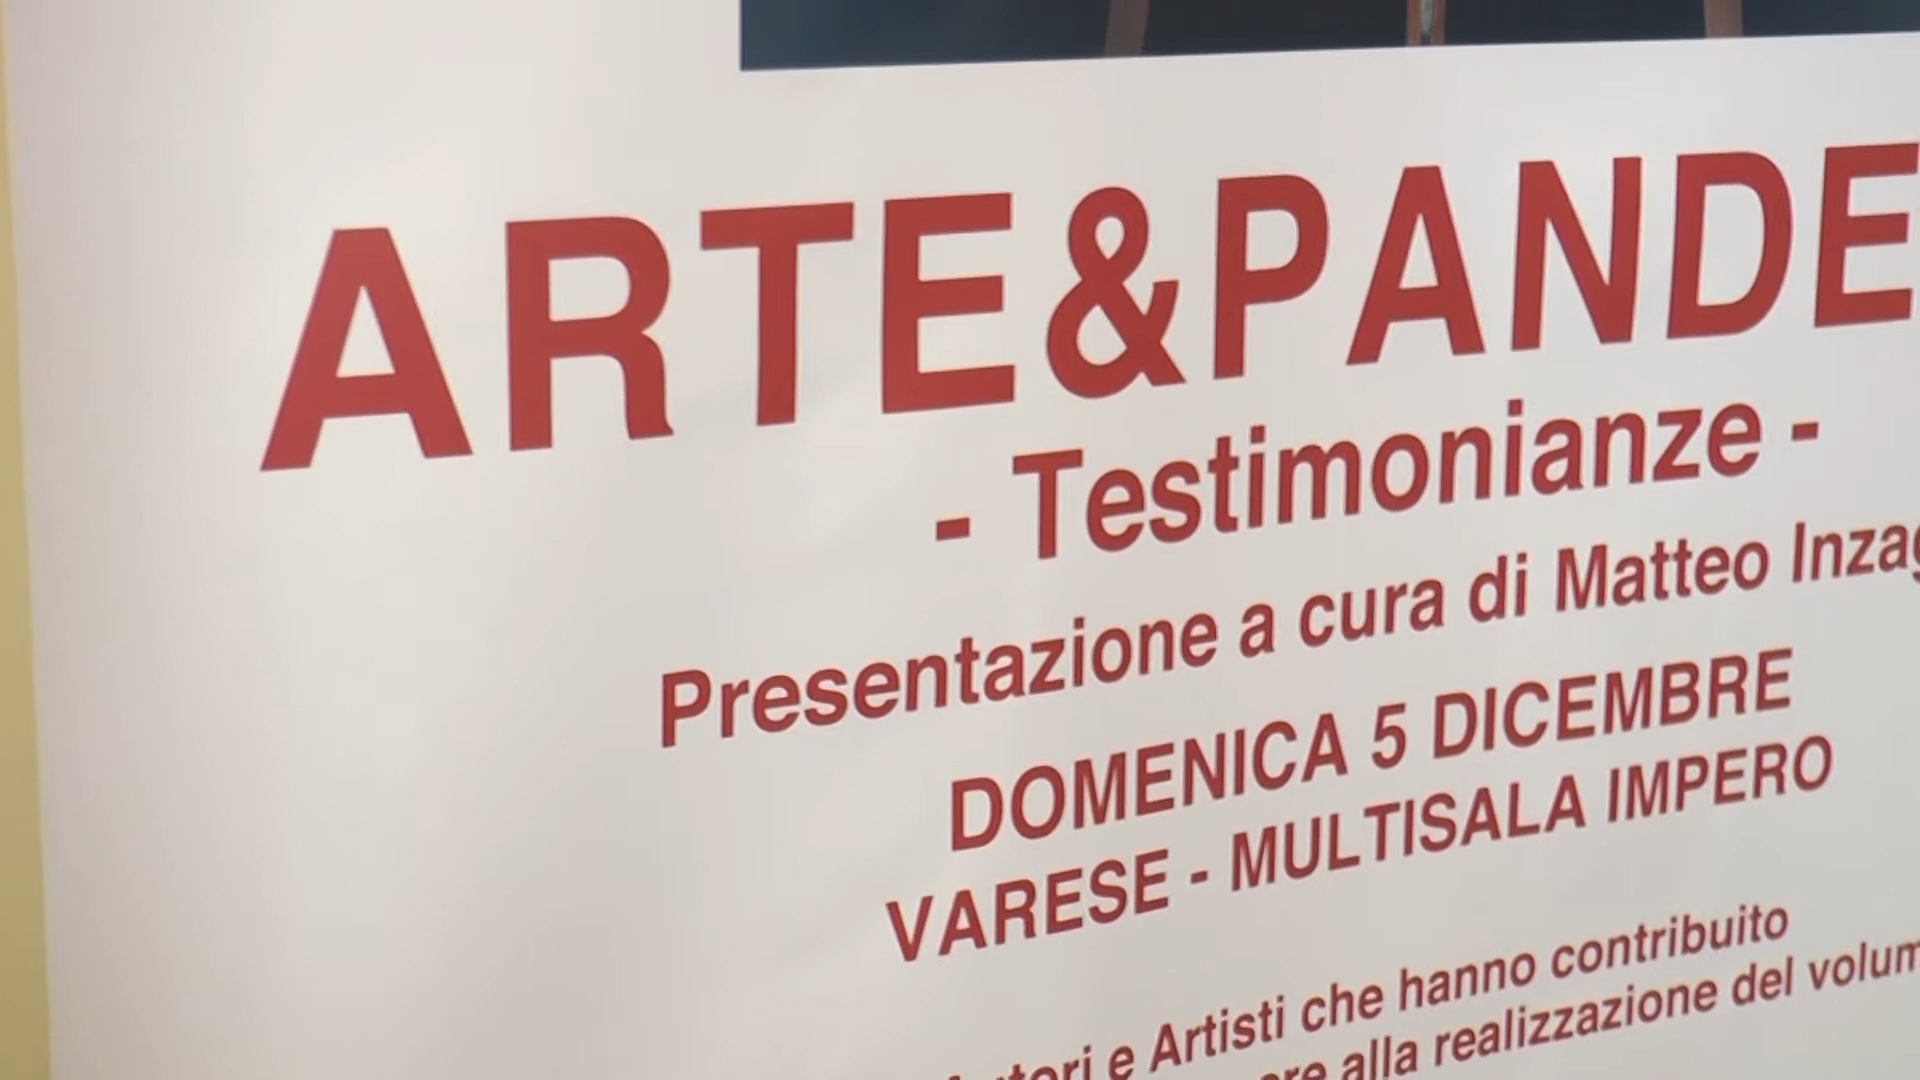 ARTE&PANDE
- Testimonianze -
Presentazione a cura di Matteo Inzag
DOMENICA 5 DICEMBRE
VARESE - MULTISALA IMPERO
e Artisti che hanno contribuito
alla realizzazione del volum